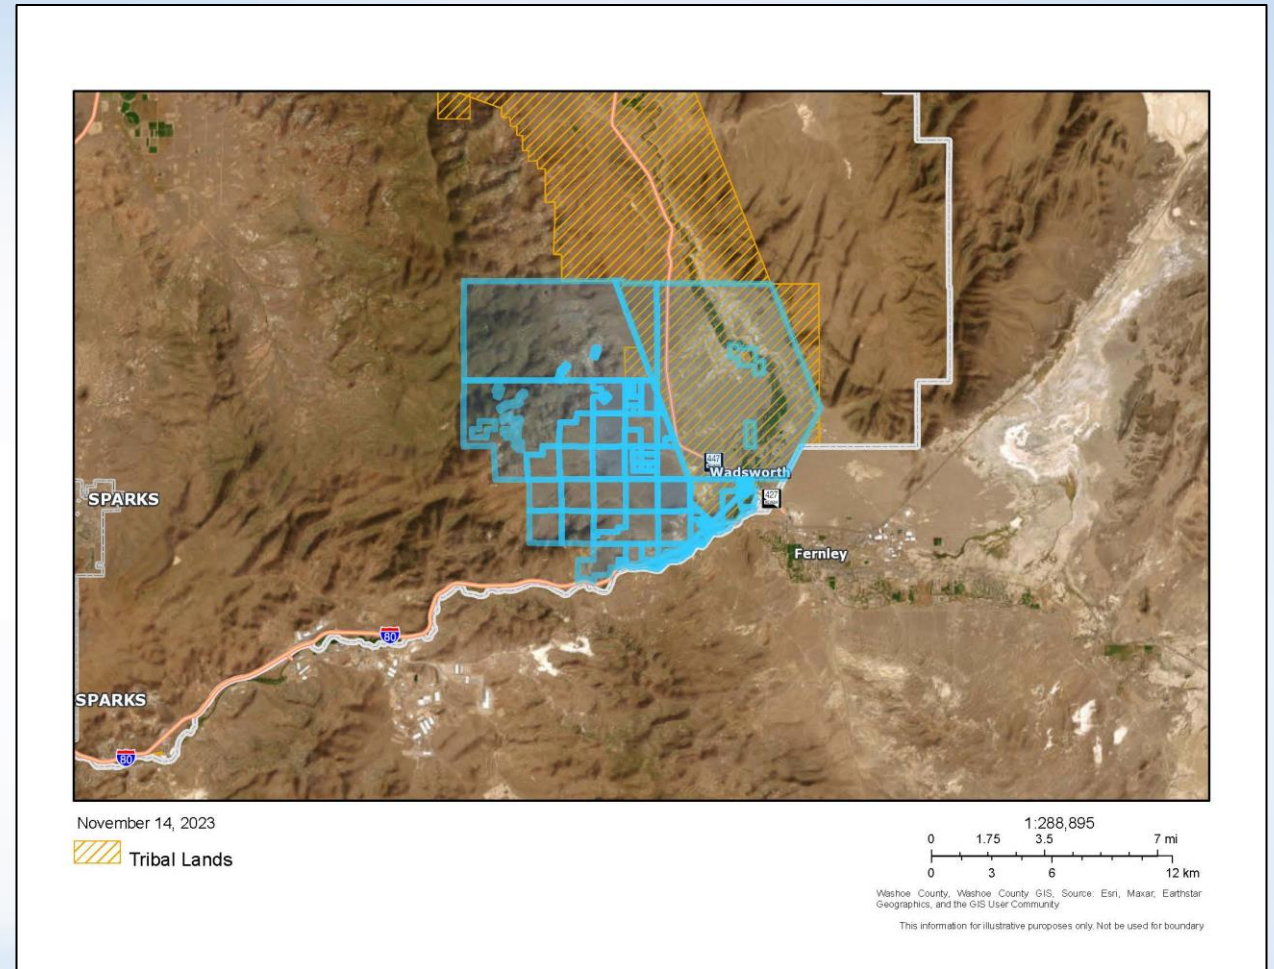 447
Wadsworth
427
SPARKS
Fernley
80
SPARKS
80
November 14, 2023
Tribal Lands
1:288,895
0 1.75 3.5 7 mi
0 3 6 12 km
Washoe County, Washoe County GIS, Source: Esri, Maxar, Earthstar
Geographics, and the GIS User Community
This information for illustrative puroposes only. Not be used for boundary